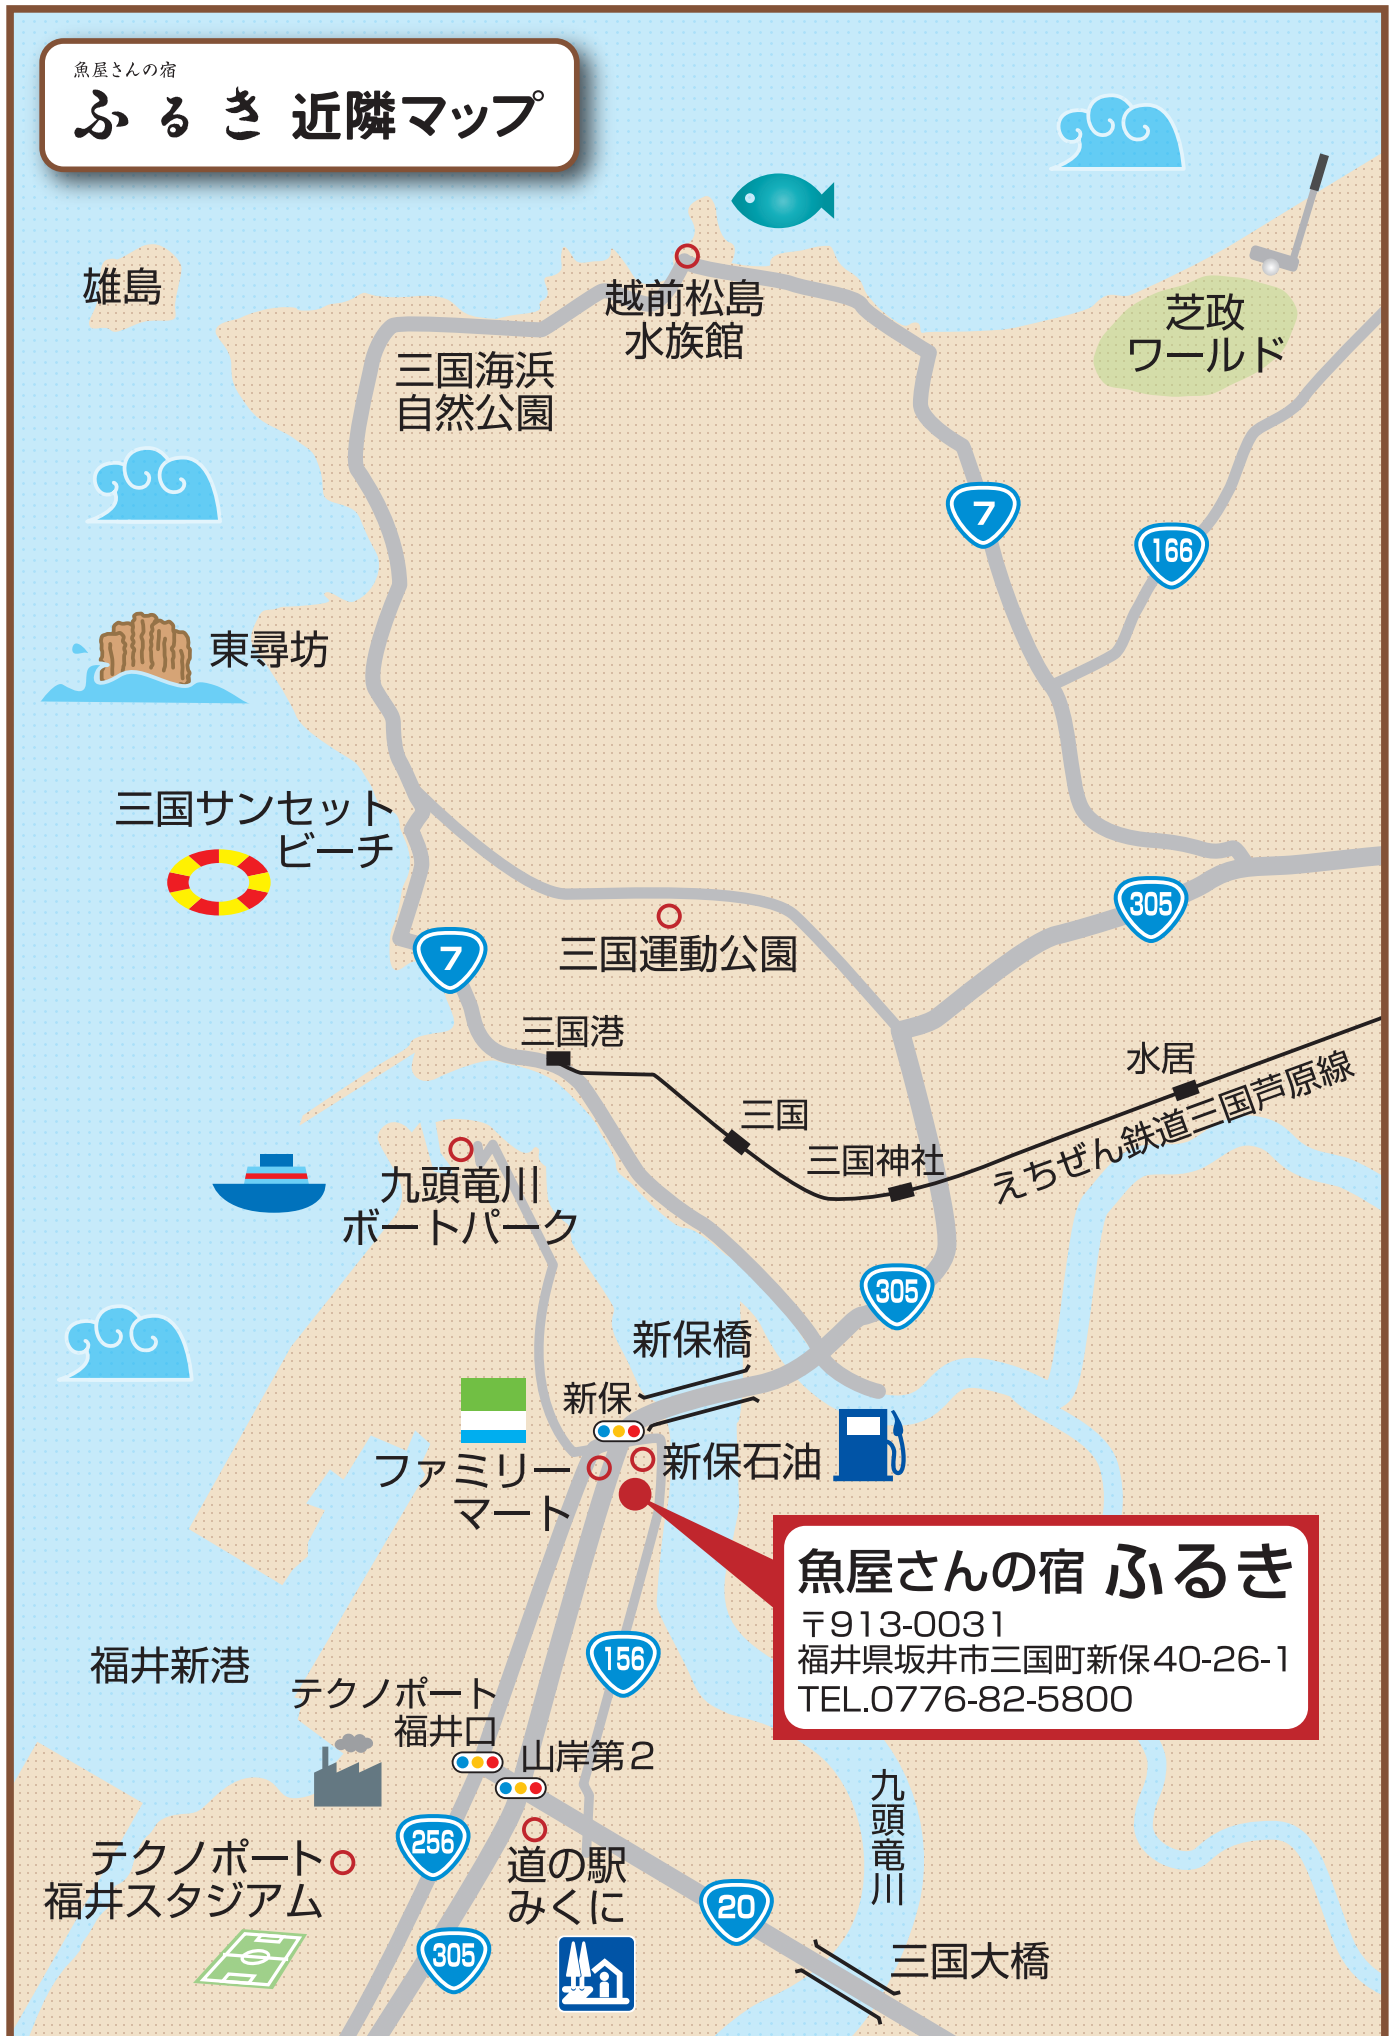 魚屋さんの宿
ふるき 近隣マップ
雄島
越前松島
水族館
芝政
ワールド
三国海浜
自然公園
7
166
東尋坊
三国サンセット
ビーチ
305
三国運動公園
7
三国港
水居
三国
三国神社
えちぜん鉄道三国芦原線
九頭竜川
ボートパーク
305
新保橋
新保
新保石油
ファミリー
マート
魚屋さんの宿 ふるき
〒913-0031
福井県坂井市三国町新保40-26-1
TEL.0776-82-5800
福井新港
156
テクノポート
福井口
山岸第2
九頭竜川
256
テクノポート
福井スタジアム
道の駅
みくに
20
305
三国大橋